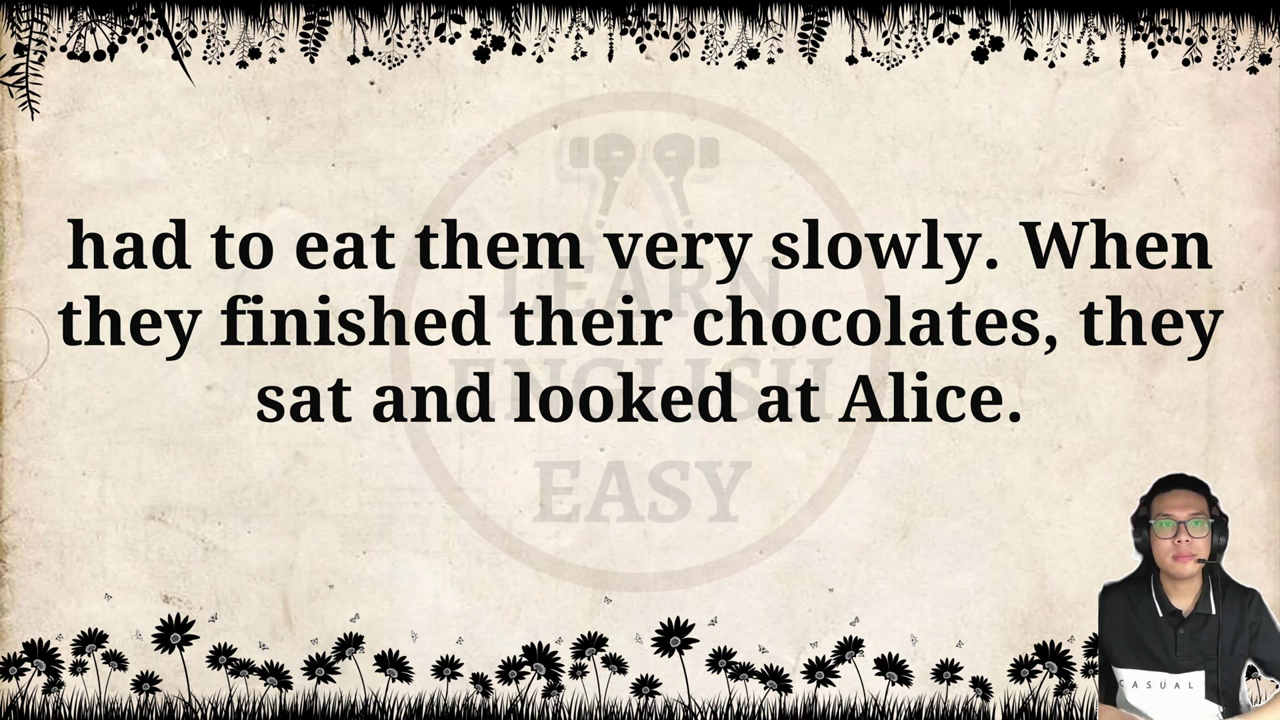 had to eat them very slowly. When
they finished their chocolates, they
sat and looked at Alice.
LEARN
ENGLISH
EASY
CASUAL